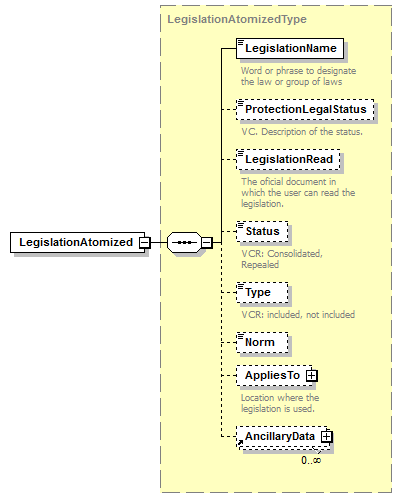 LegislationAtomizedType
LegislationName
Word or phrase to designate
the law or group of laws
ProtectionLegalStatus
VC. Description of the status.
LegislationRead
The oficial document in
which the user can read the
legislation.
LegislationAtomized
Status
VCR: Consolidated,
Repealed
Type
VCR: included, not included
Norm
AppliesTo
Location where the
legislation is used.
AncillaryData
0..∞